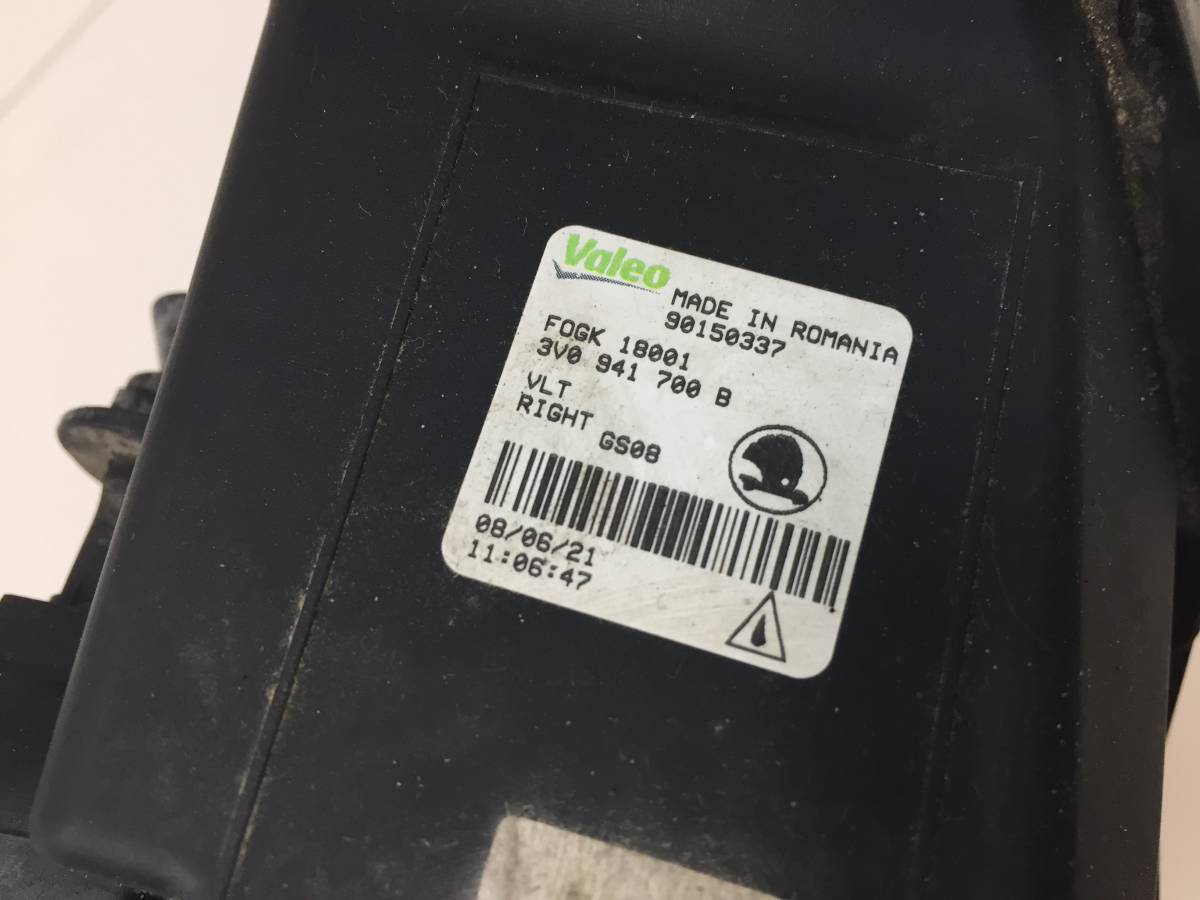 Valeo
MADE IN ROMANIA
90150337
FOGK 18001
3V0 941 700 B
VLT
RIGHT
GS08
08/06/21
11:06:47